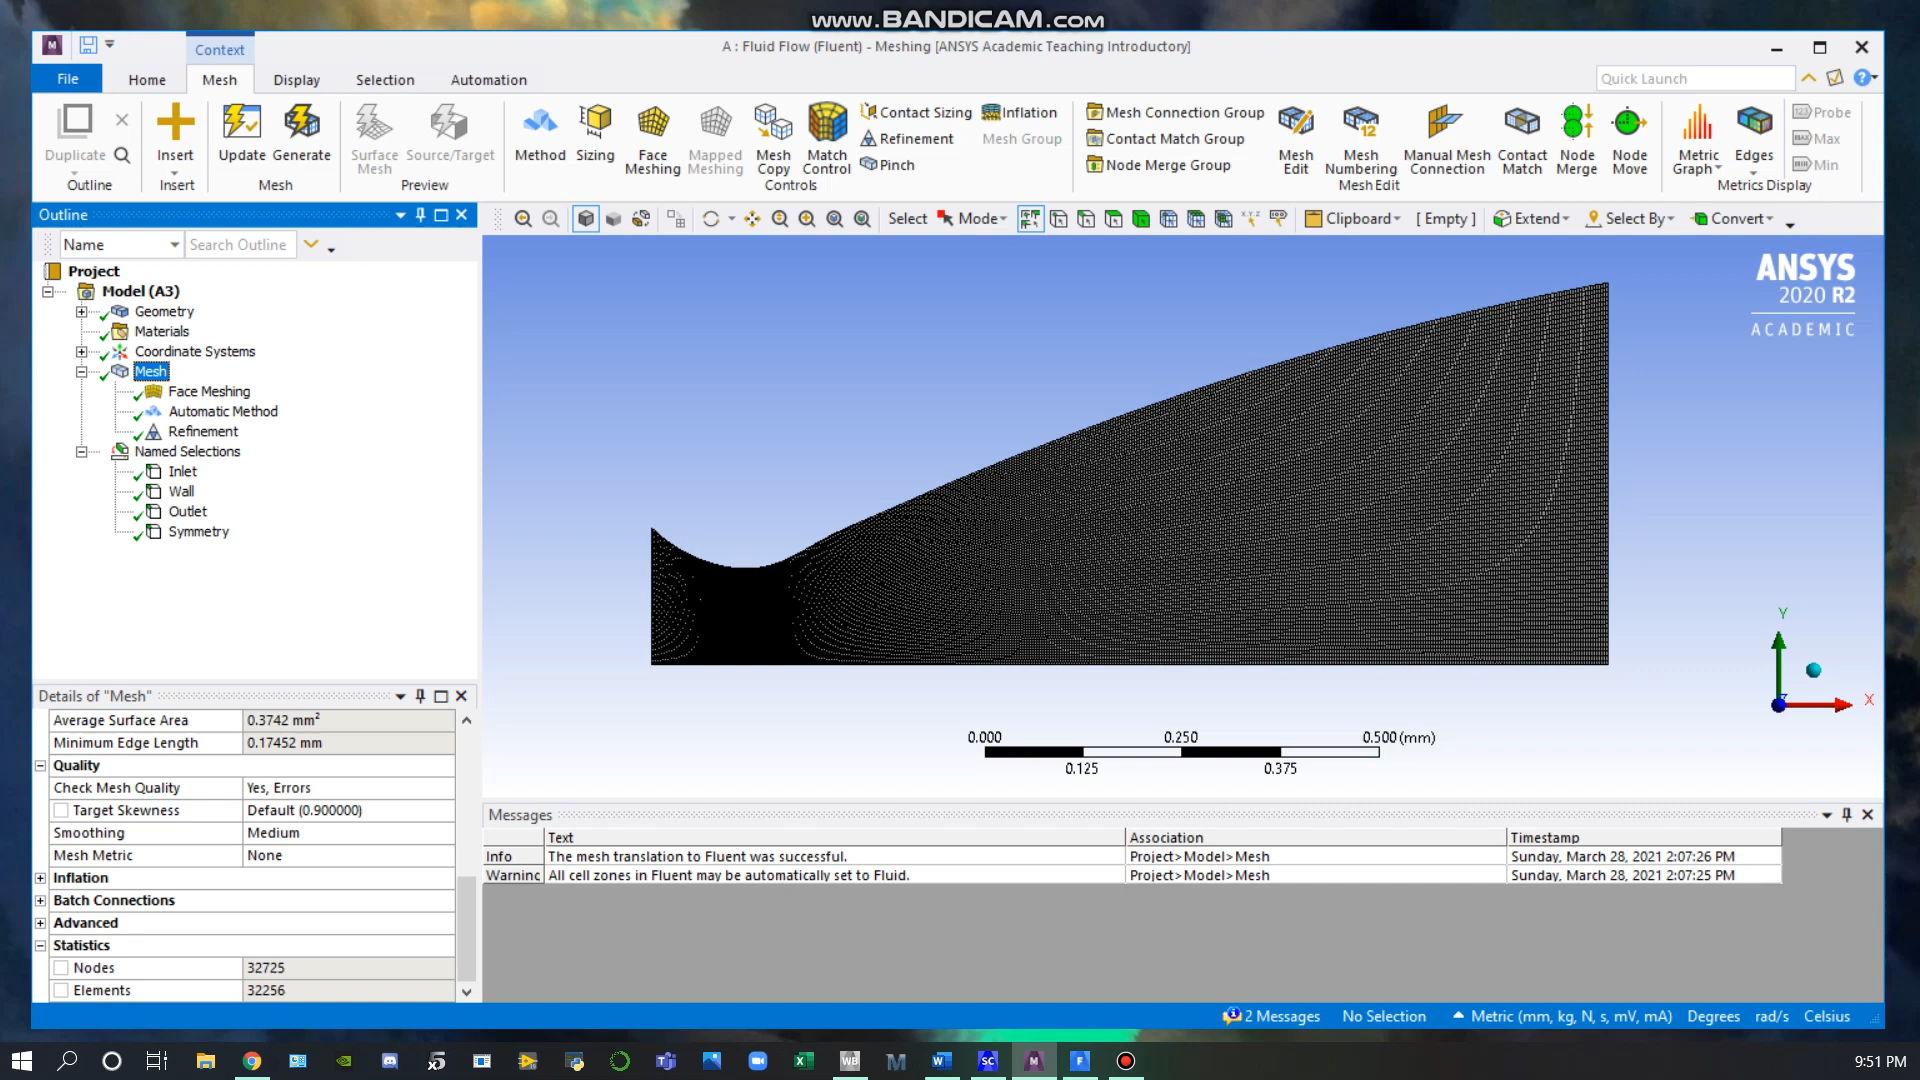 www.BANDICAM.com
A : Fluid Flow (Fluent) - Meshing [ANSYS Academic Teaching Introductory]
Context
File Home Mesh Display Selection Automation
Quick Launch
Duplicate
Outline
Insert
Insert
Update Generate
Mesh
Surface Mesh Source/Target
Preview
Method Sizing Face Meshing Mapped Meshing Mesh Copy Match Control
Contact Sizing Inflation
Refinement Mesh Group
Pinch
Controls
Mesh Connection Group
Contact Match Group
Node Merge Group
Mesh Edit Mesh Numbering Manual Mesh Connection Contact Match Node Merge Node Move
Mesh Edit
Metric Graph Edges
Probe
Max
Min
Metrics Display
Outline
Name Search Outline
Select Mode Clipboard [ Empty ] Extend Select By Convert
Project
Model (A3)
Geometry
Materials
Coordinate Systems
Mesh
Face Meshing
Automatic Method
Refinement
Named Selections
Inlet
Wall
Outlet
Symmetry
ANSYS
2020 R2
ACADEMIC
Y
X
Z
0.000 0.250 0.500 (mm)
0.125 0.375
Details of "Mesh"
Average Surface Area 0.3742 mm²
Minimum Edge Length 0.17452 mm
Quality
Check Mesh Quality Yes, Errors
Target Skewness Default (0.900000)
Smoothing Medium
Mesh Metric None
Inflation
Batch Connections
Advanced
Statistics
Nodes 32725
Elements 32256
Messages
Text Association Timestamp
Info The mesh translation to Fluent was successful. Project>Model>Mesh Sunday, March 28, 2021 2:07:26 PM
Warninc All cell zones in Fluent may be automatically set to Fluid. Project>Model>Mesh Sunday, March 28, 2021 2:07:25 PM
2 Messages No Selection Metric (mm, kg, N, s, mV, mA) Degrees rad/s Celsius
9:51 PM